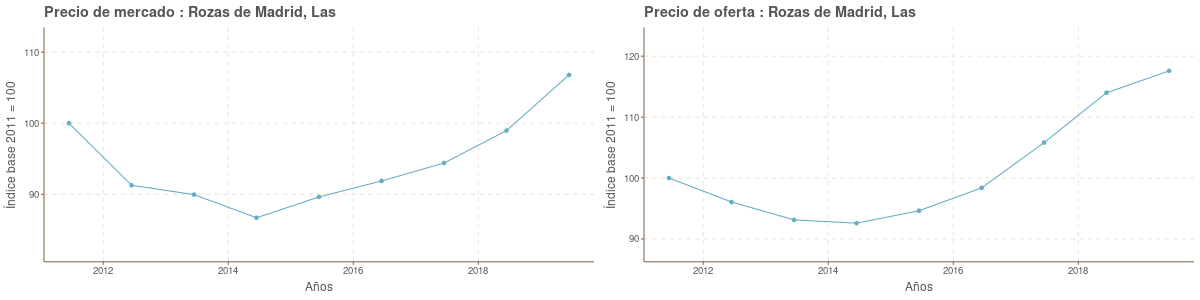 Precio de mercado : Rozas de Madrid, Las
Índice base 2011 = 100
110
100
90
2012 2014 2016 2018
Años
Precio de oferta : Rozas de Madrid, Las
Índice base 2011 = 100
120
110
100
90
2012 2014 2016 2018
Años